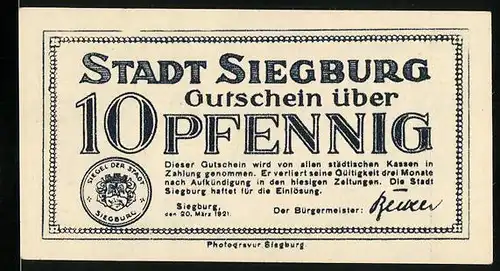 STADT SIEGBURG
Gutschein über
10 PFENNIG
Dieser Gutschein wird von allen städtischen Kassen in
Zahlung genommen. Er verliert seine Gültigkeit drei Monate
nach Aufkündigung in den hiesigen Zeitungen. Die Stadt
Siegburg haftet für die Einlösung.
SIEGEL DER STADT
SIEGBURG
Siegburg,
den 20. März 1921.
Der Bürgermeister: Becker
Photogravur Siegburg.